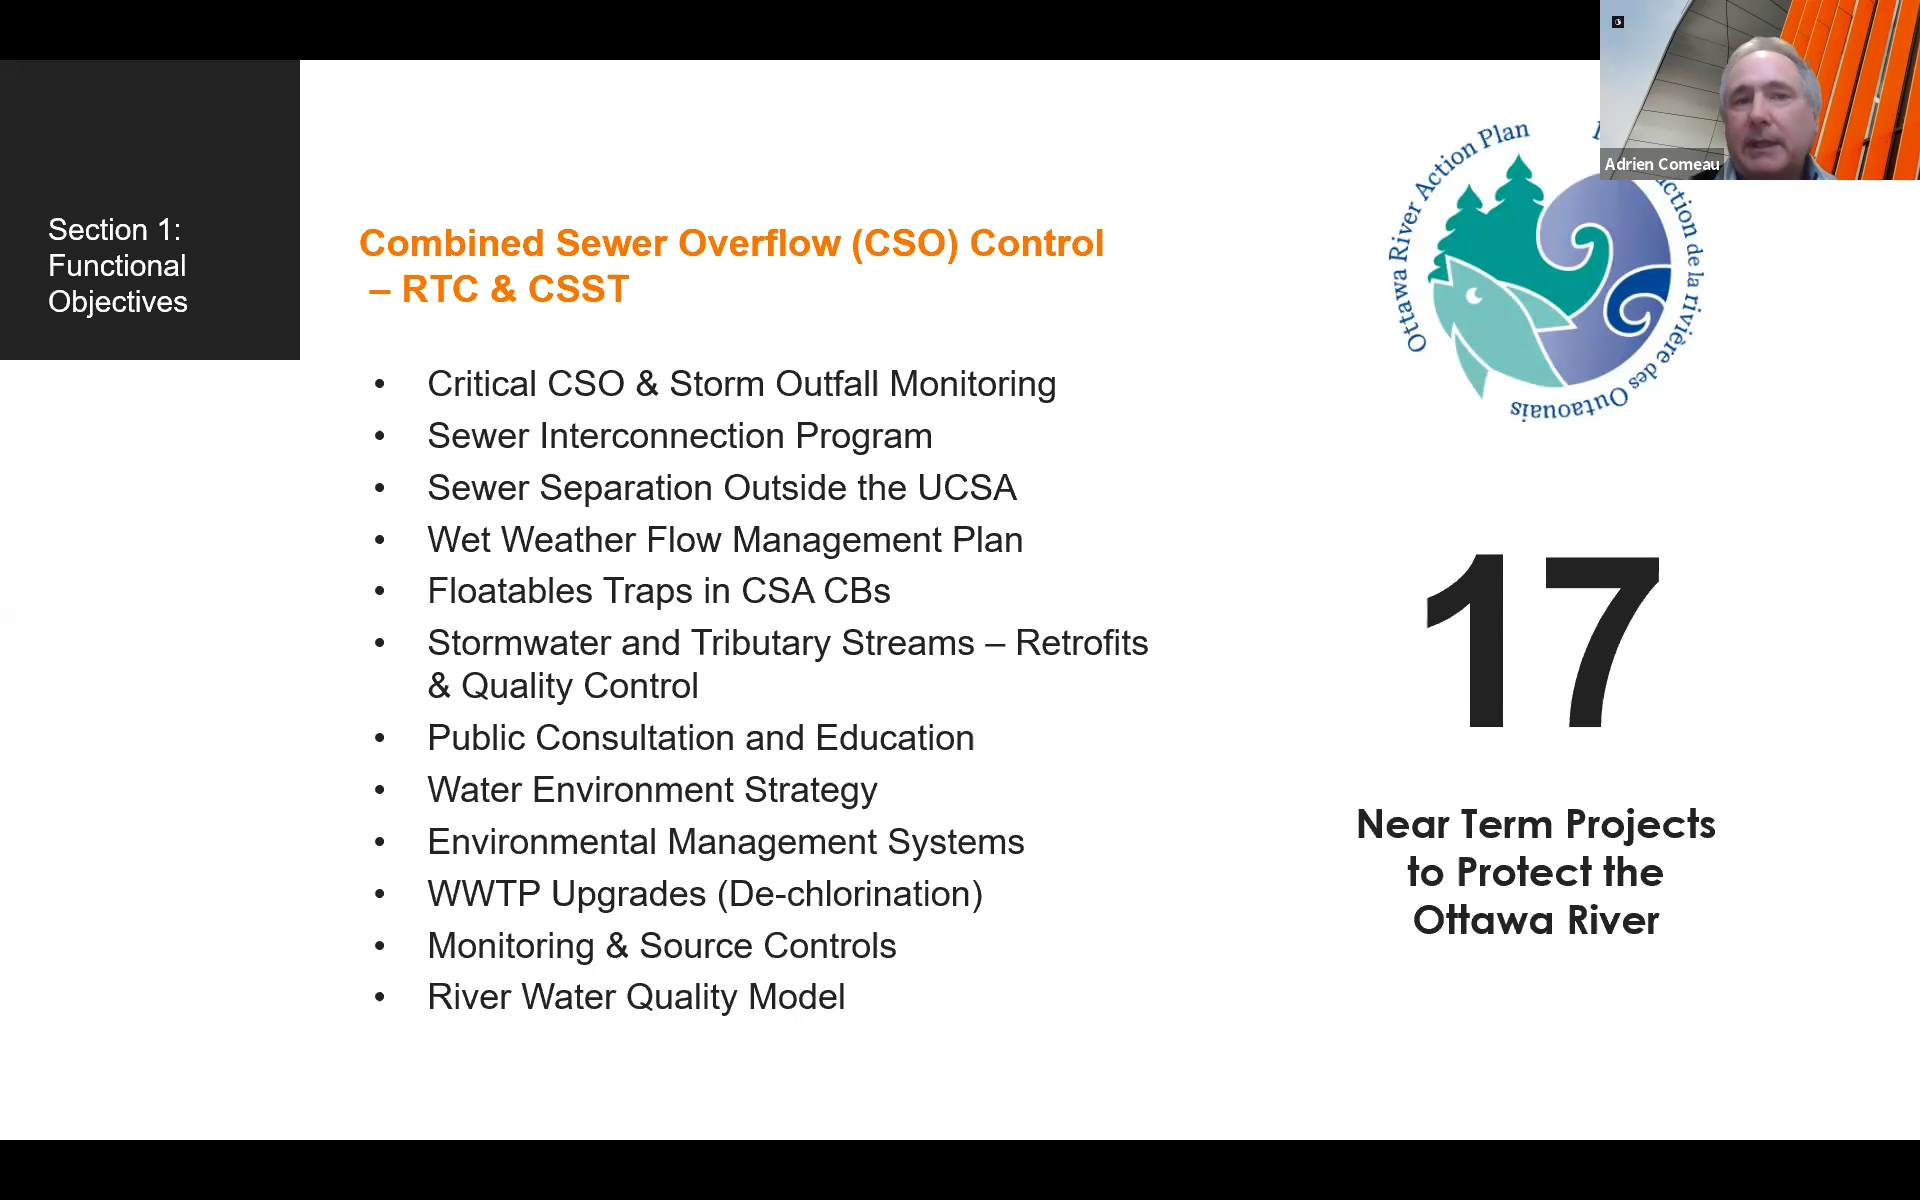 Section 1:
Functional
Objectives
Combined Sewer Overflow (CSO) Control
– RTC & CSST
• Critical CSO & Storm Outfall Monitoring
• Sewer Interconnection Program
• Sewer Separation Outside the UCSA
• Wet Weather Flow Management Plan
• Floatables Traps in CSA CBs
• Stormwater and Tributary Streams – Retrofits
& Quality Control
• Public Consultation and Education
• Water Environment Strategy
• Environmental Management Systems
• WWTP Upgrades (De-chlorination)
• Monitoring & Source Controls
• River Water Quality Model
Adrien Comeau
Ottawa River Action Plan
de la rivière des Outaouais
17
Near Term Projects
to Protect the
Ottawa River